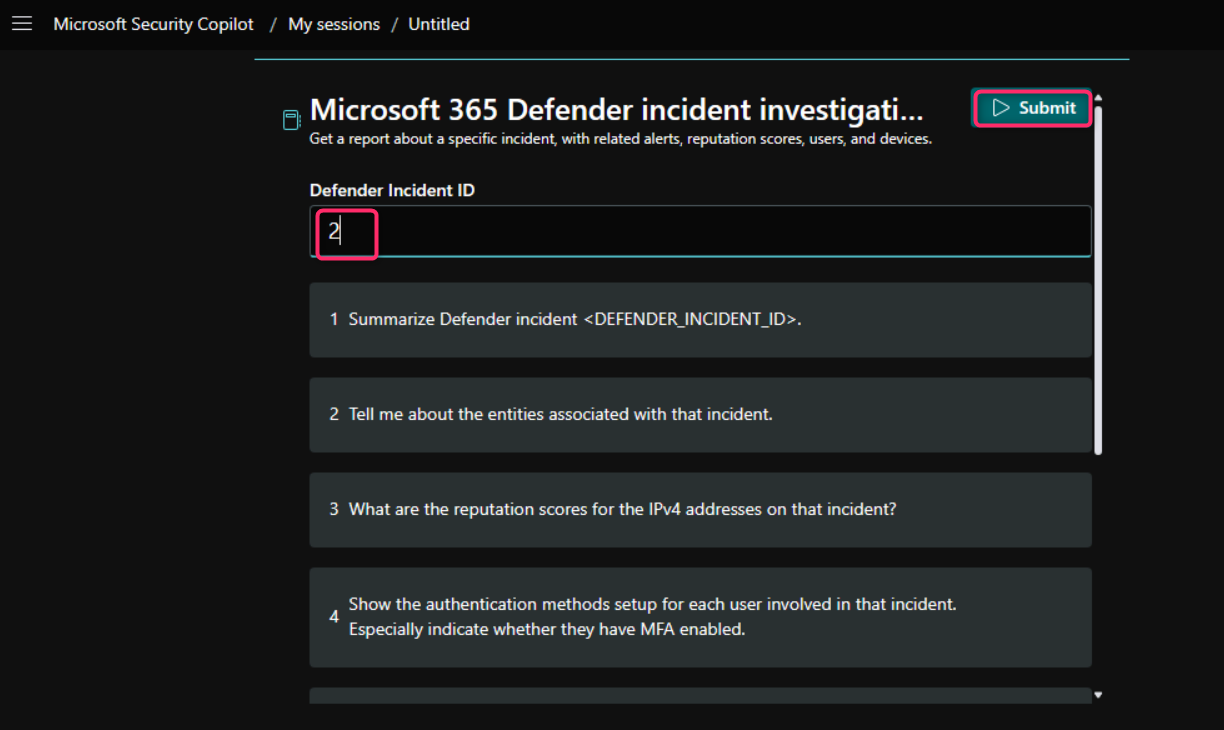 Microsoft Security Copilot / My sessions / Untitled
Microsoft 365 Defender incident investigati...
Submit
Get a report about a specific incident, with related alerts, reputation scores, users, and devices.
Defender Incident ID
2
1 Summarize Defender incident <DEFENDER_INCIDENT_ID>.
2 Tell me about the entities associated with that incident.
3 What are the reputation scores for the IPv4 addresses on that incident?
4 Show the authentication methods setup for each user involved in that incident.
Especially indicate whether they have MFA enabled.